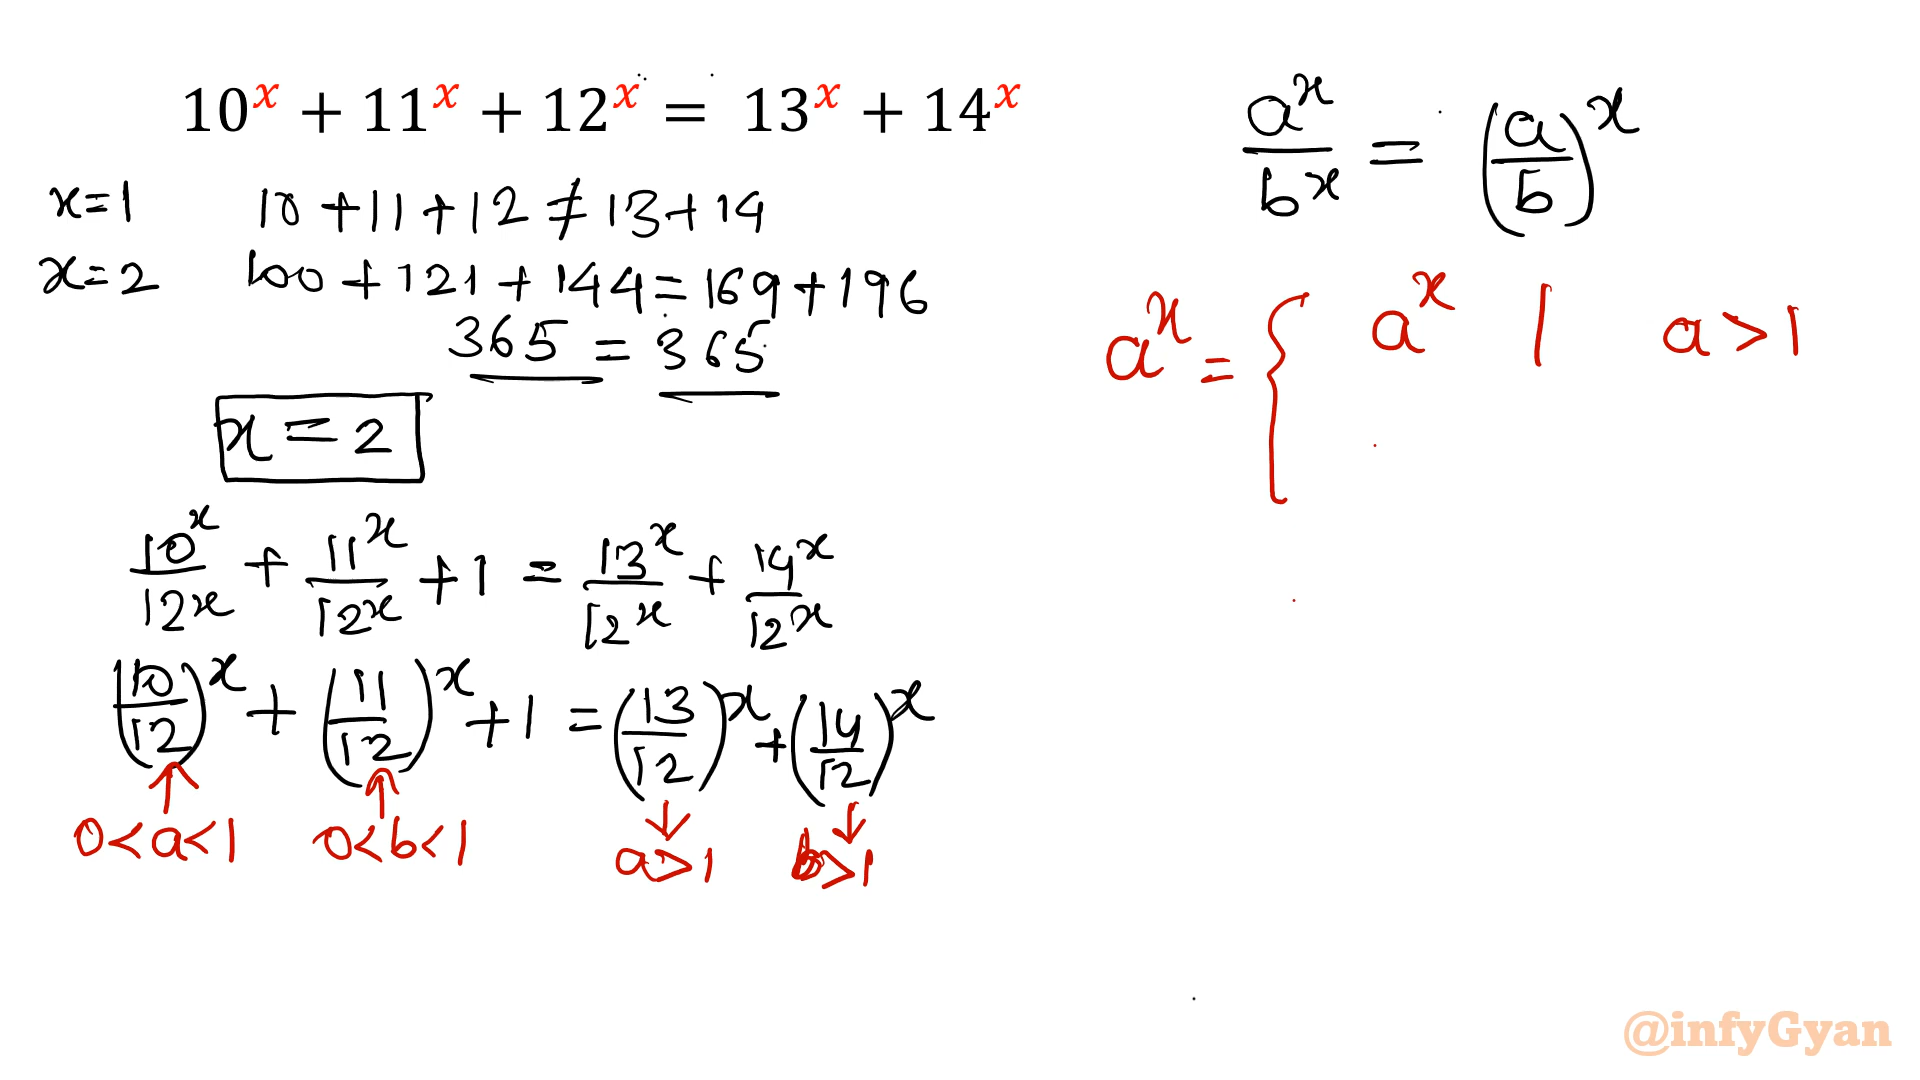 10^x + 11^x + 12^x = 13^x + 14^x
x=1 10 + 11 + 12 ≠ 13 + 14
x=2 100 + 121 + 144 = 169 + 196
365 = 365
x = 2
10^x/12^x + 11^x/12^x + 1 = 13^x/12^x + 14^x/12^x
(10/12)^x + (11/12)^x + 1 = (13/12)^x + (14/12)^x
0<a<1 0<b<1 a>1 b>1
a^x/b^x = (a/b)^x
a^x = { a^x | a>1
@infyGyan